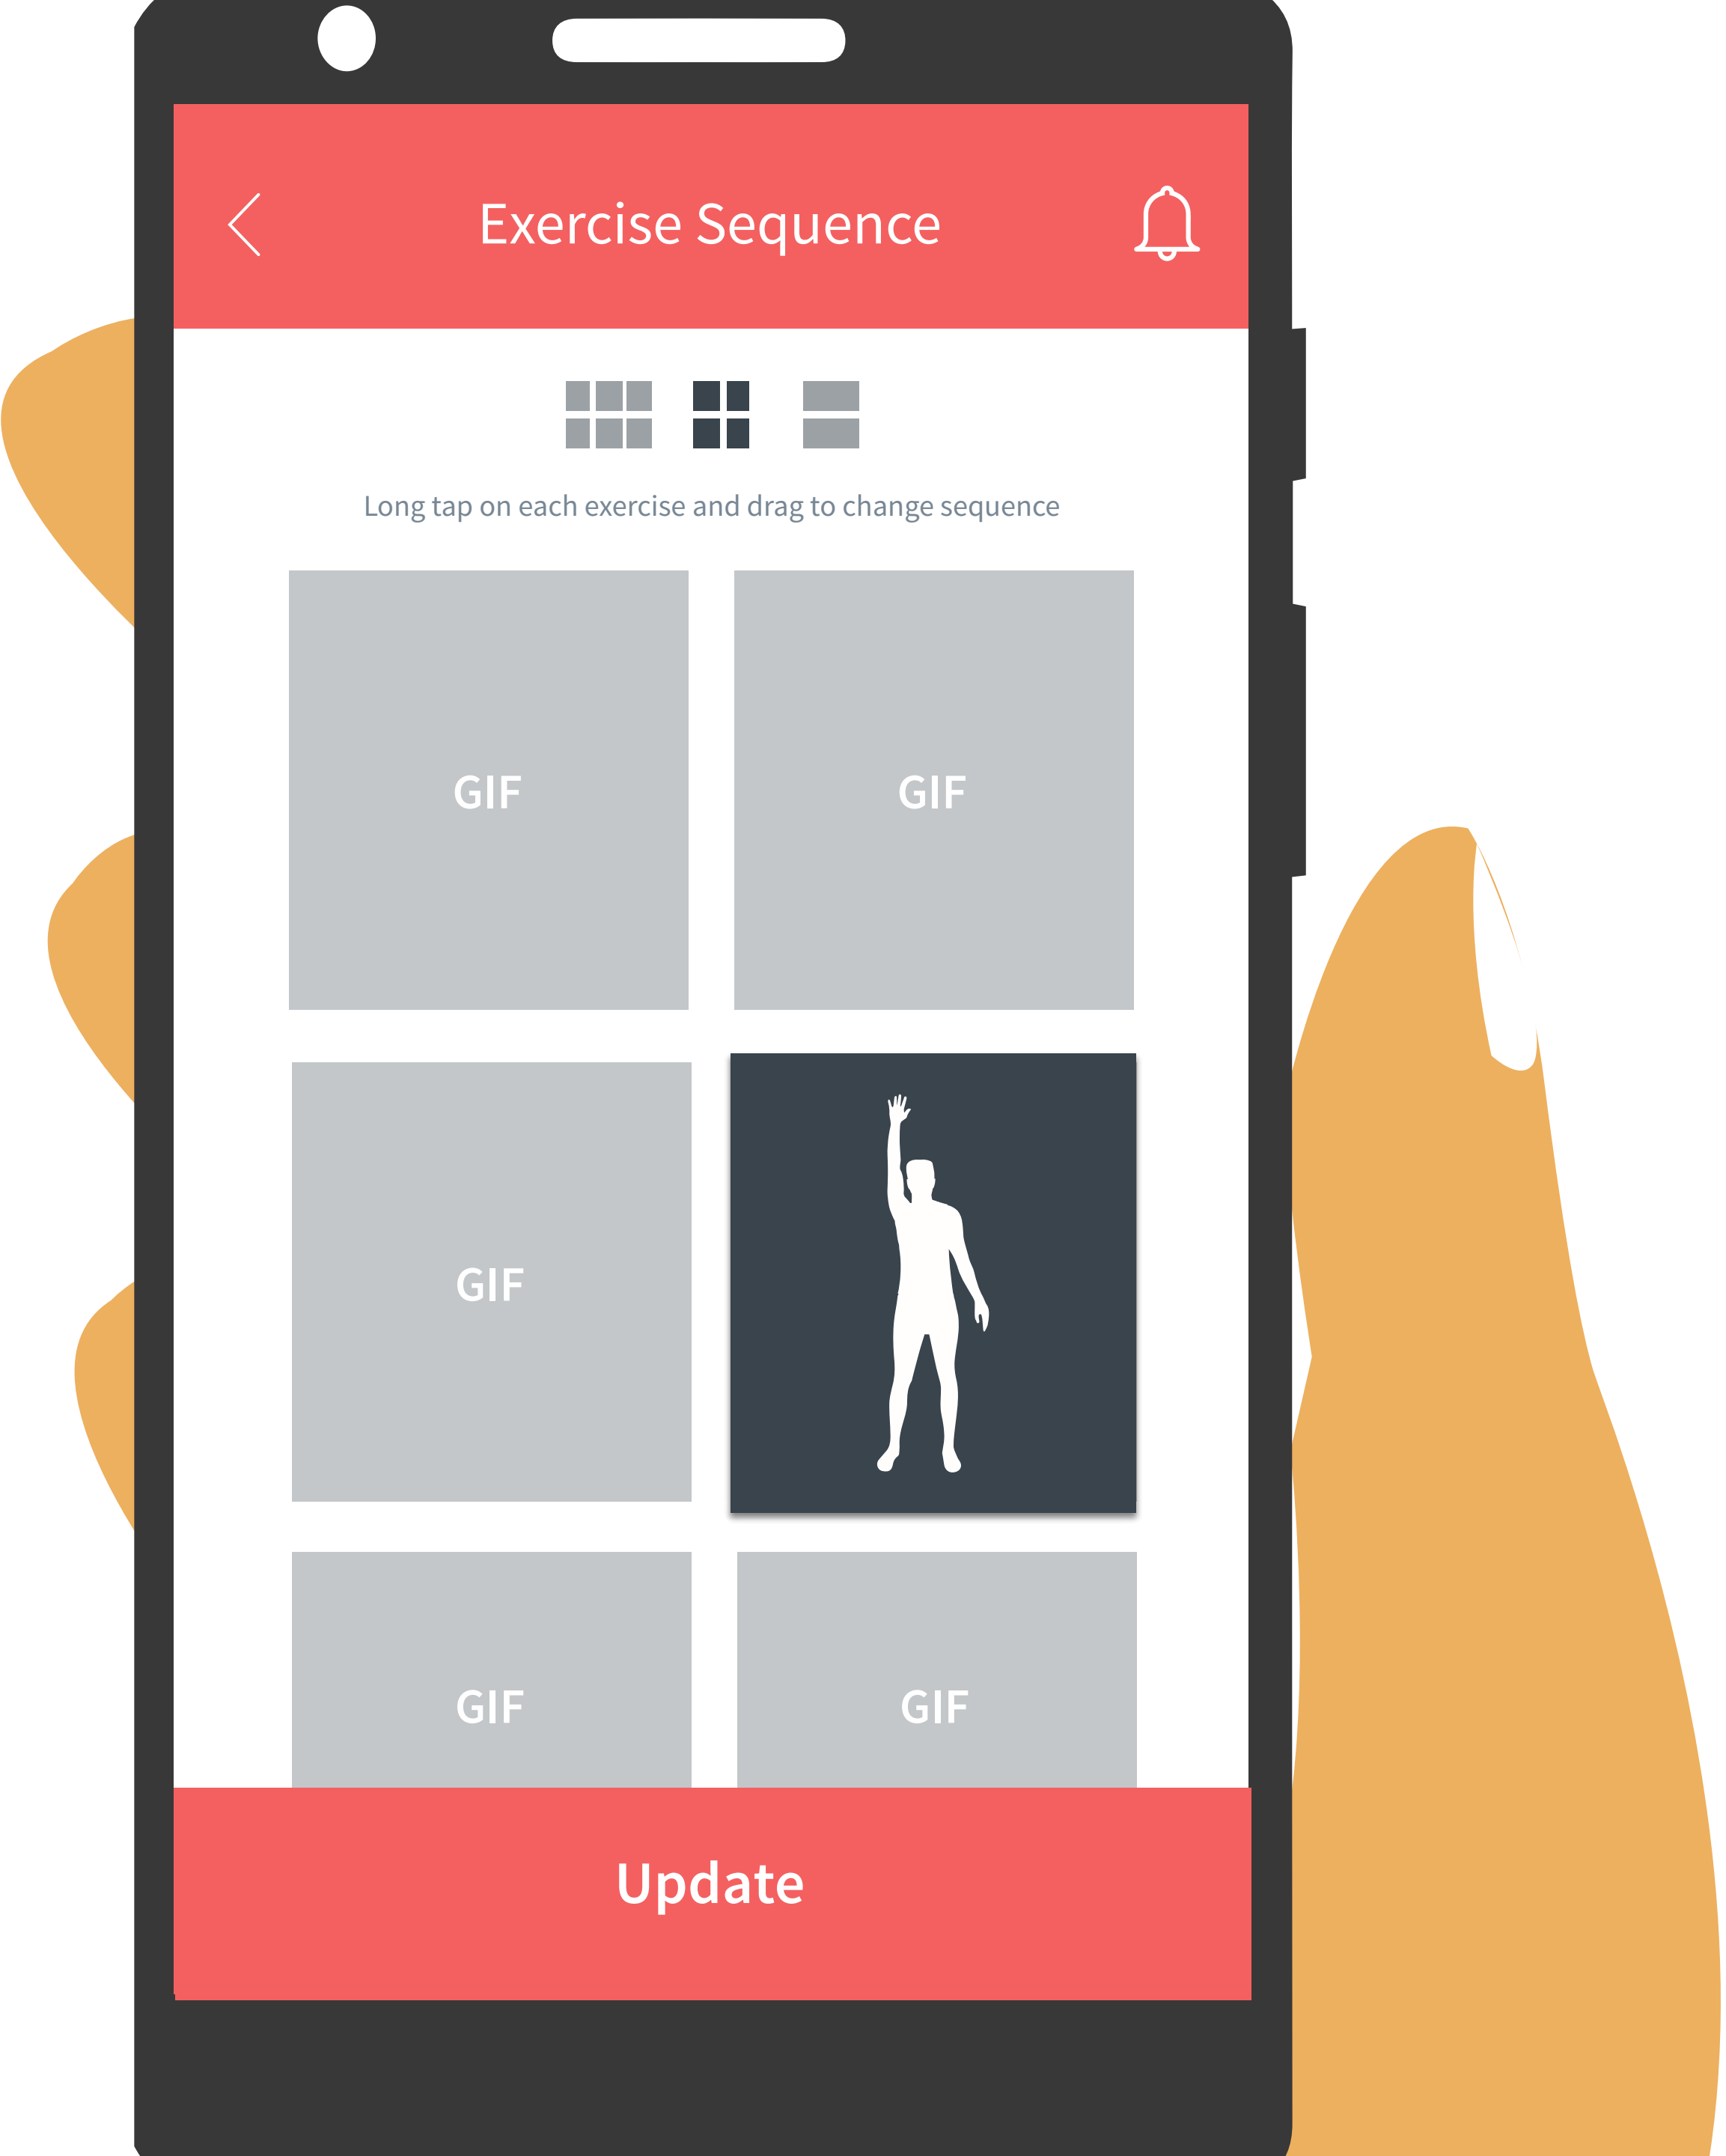 Exercise Sequence
Long tap on each exercise and drag to change sequence
GIF
GIF
GIF
GIF
GIF
Update